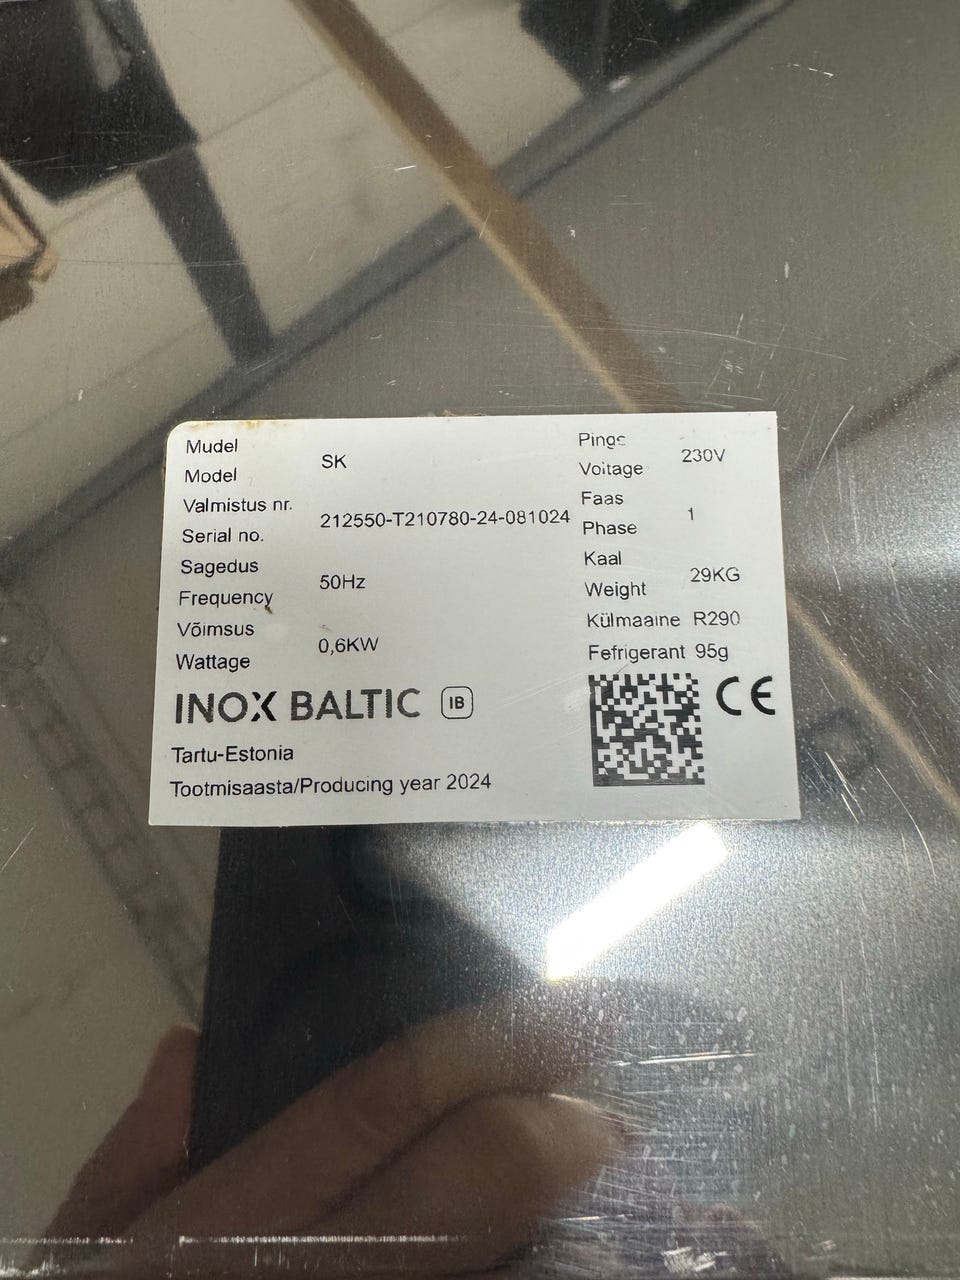 Mudel
Model
SK
Valmistus nr.
Serial no.
212550-T210780-24-081024
Sagedus
Frequency
50Hz
Võimsus
Wattage
0,6KW
Pinge
Voltage
230V
Faas
Phase
1
Kaal
Weight
29KG
Külmaaine R290
Fefrigerant 95g
INOX BALTIC IB
CE
Tartu-Estonia
Tootmisaasta/Producing year 2024